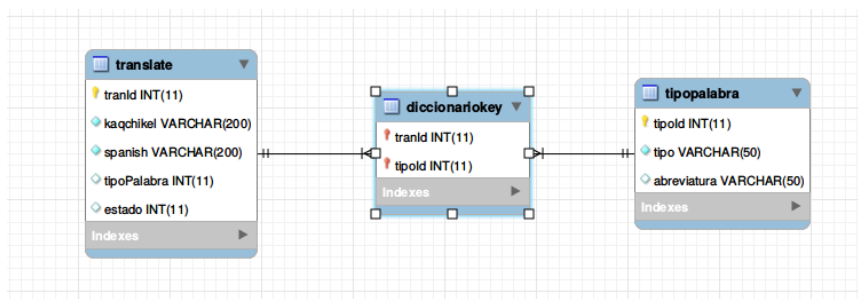 translate
tranId INT(11)
kaqchikel VARCHAR(200)
spanish VARCHAR(200)
tipoPalabra INT(11)
estado INT(11)
Indexes
diccionariokey
tranId INT(11)
tipoId INT(11)
Indexes
tipopalabra
tipoId INT(11)
tipo VARCHAR(50)
abreviatura VARCHAR(50)
Indexes